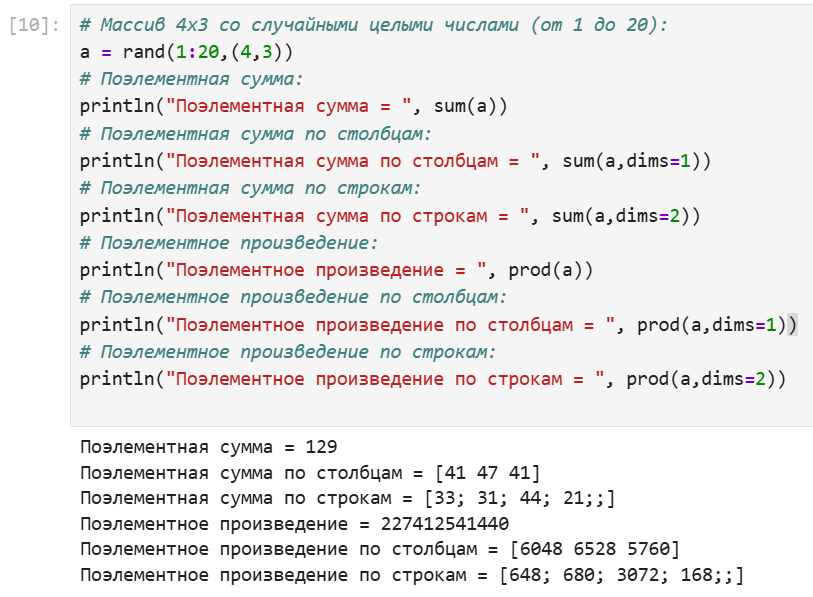 [10]: # Массив 4x3 со случайными целыми числами (от 1 до 20):
a = rand(1:20,(4,3))
# Поэлементная сумма:
println("Поэлементная сумма = ", sum(a))
# Поэлементная сумма по столбцам:
println("Поэлементная сумма по столбцам = ", sum(a,dims=1))
# Поэлементная сумма по строкам:
println("Поэлементная сумма по строкам = ", sum(a,dims=2))
# Поэлементное произведение:
println("Поэлементное произведение = ", prod(a))
# Поэлементное произведение по столбцам:
println("Поэлементное произведение по столбцам = ", prod(a,dims=1))
# Поэлементное произведение по строкам:
println("Поэлементное произведение по строкам = ", prod(a,dims=2))
Поэлементная сумма = 129
Поэлементная сумма по столбцам = [41 47 41]
Поэлементная сумма по строкам = [33; 31; 44; 21;;]
Поэлементное произведение = 227412541440
Поэлементное произведение по столбцам = [6048 6528 5760]
Поэлементное произведение по строкам = [648; 680; 3072; 168;;]